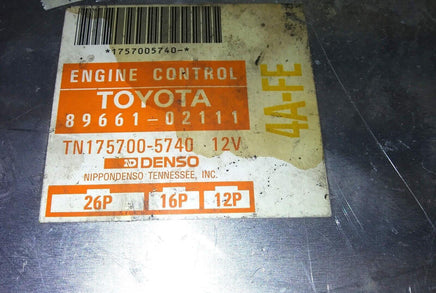 *1757005740-*
ENGINE CONTROL
TOYOTA
89661-02111
TN175700-5740 12V
DENSO
NIPPONDENSO TENNESSEE, INC.
26P 16P 12P
4A-FE